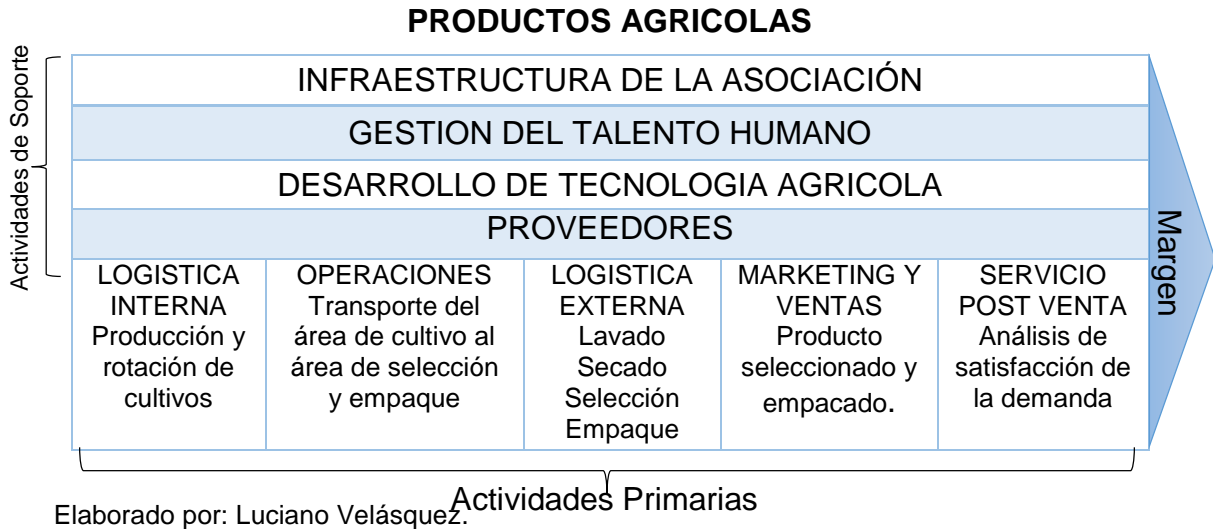 PRODUCTOS AGRICOLAS
Actividades de Soporte
INFRAESTRUCTURA DE LA ASOCIACIÓN
GESTION DEL TALENTO HUMANO
DESARROLLO DE TECNOLOGIA AGRICOLA
PROVEEDORES
LOGISTICA
INTERNA
Producción y
rotación de
cultivos
OPERACIONES
Transporte del
área de cultivo al
área de selección
y empaque
LOGISTICA
EXTERNA
Lavado
Secado
Selección
Empaque
MARKETING Y
VENTAS
Producto
seleccionado y
empacado.
SERVICIO
POST VENTA
Análisis de
satisfacción de
la demanda
Margen
Actividades Primarias
Elaborado por: Luciano Velásquez.